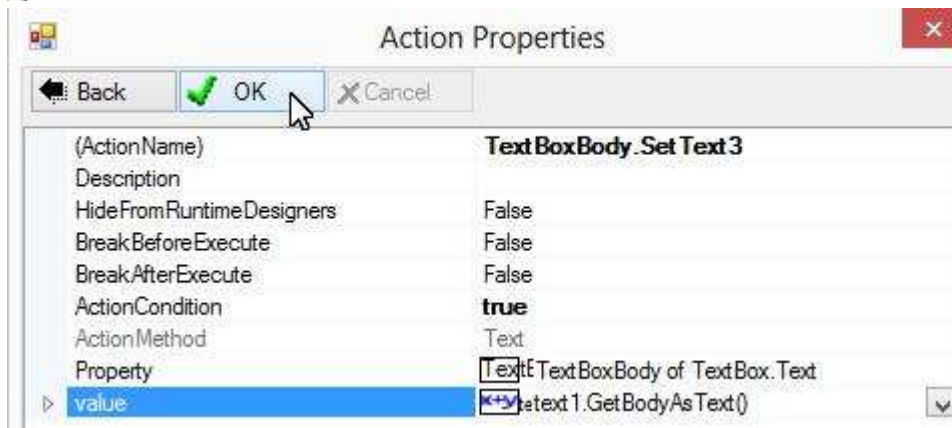 Action Properties
Back OK Cancel
(ActionName) TextBoxBody.SetText3
Description
HideFromRuntimeDesigners False
BreakBeforeExecute False
BreakAfterExecute False
ActionCondition true
ActionMethod Text
Property TextBoxBody of TextBox.Text
value x+y text1.GetBodyAsText()